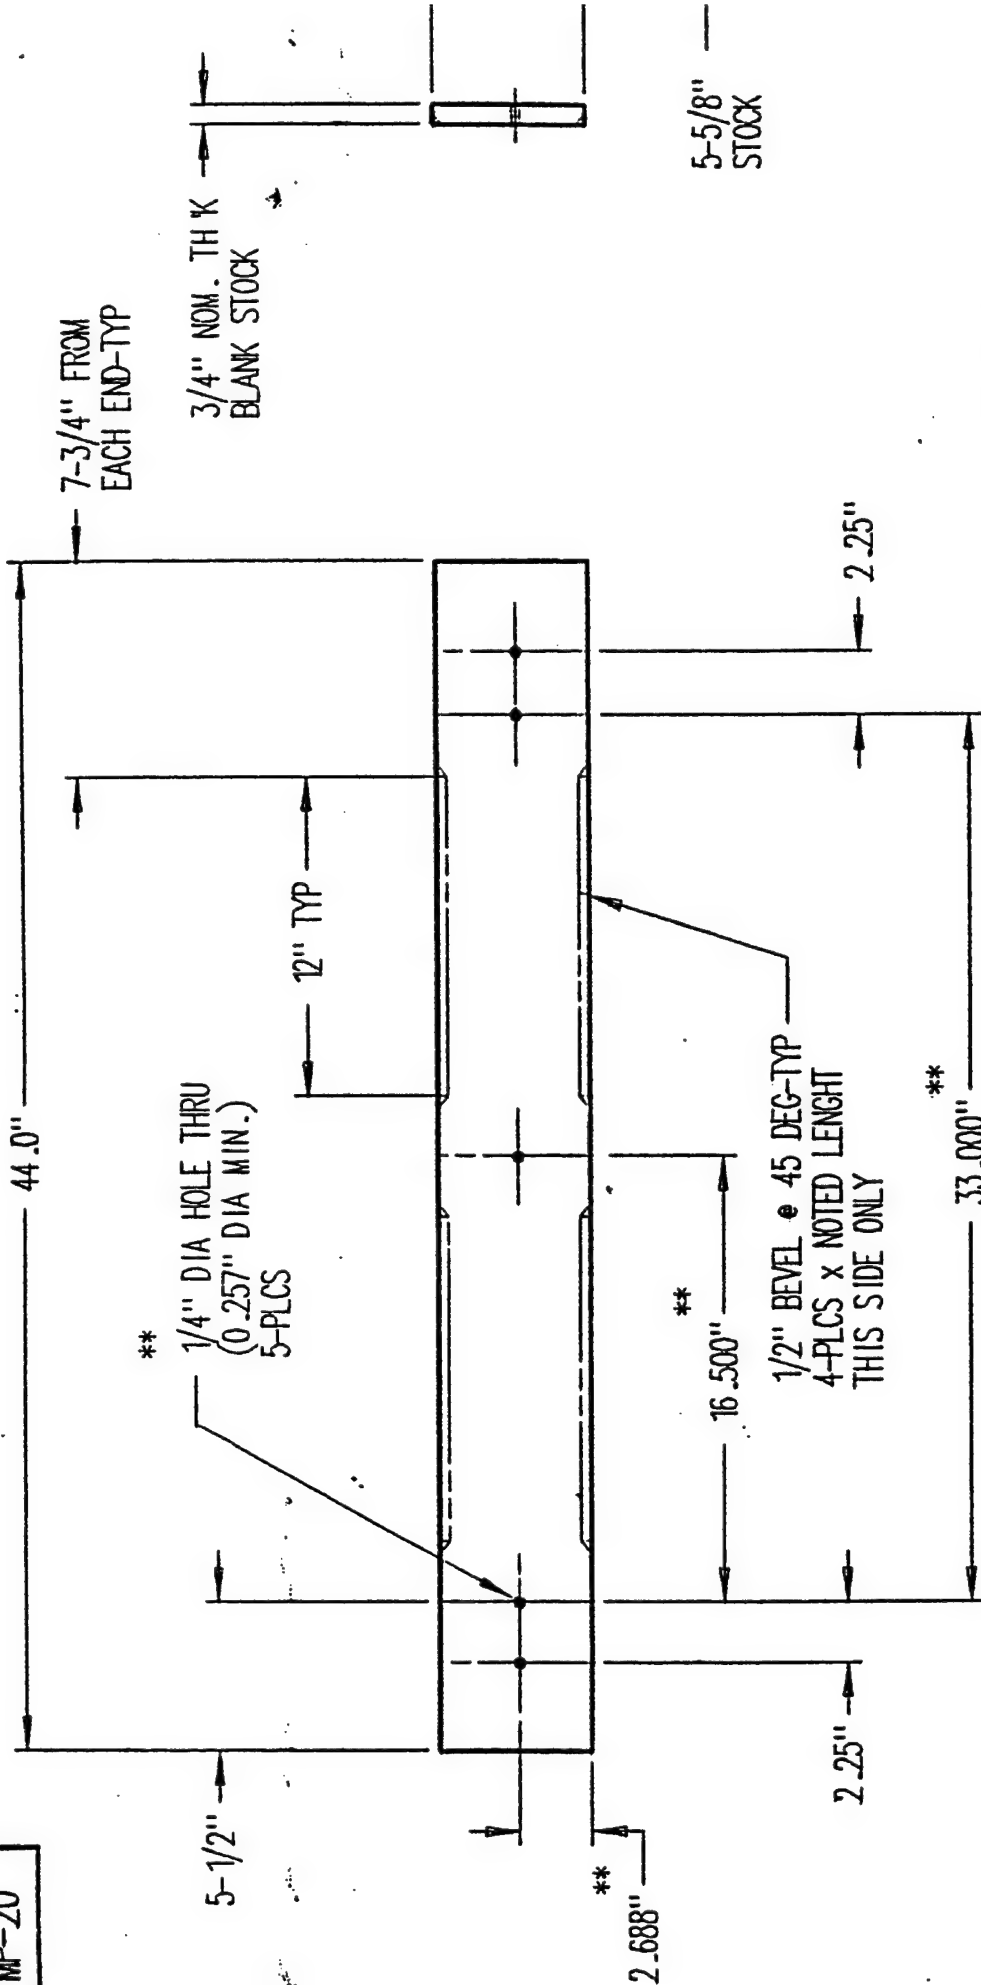 MP-20
44.0"
7-3/4" FROM
EACH END-TYP
3/4" NOM. TH'K
BLANK STOCK
5-5/8"
STOCK
12" TYP
**
1/4" DIA HOLE THRU
(0.257" DIA MIN.)
5-PLCS
5-1/2"
2.25"
**
16.500"
1/2" BEVEL @ 45 DEG-TYP
4-PLCS x NOTED LENGHT
THIS SIDE ONLY
**
33.000"
2.25"
**
2.688"